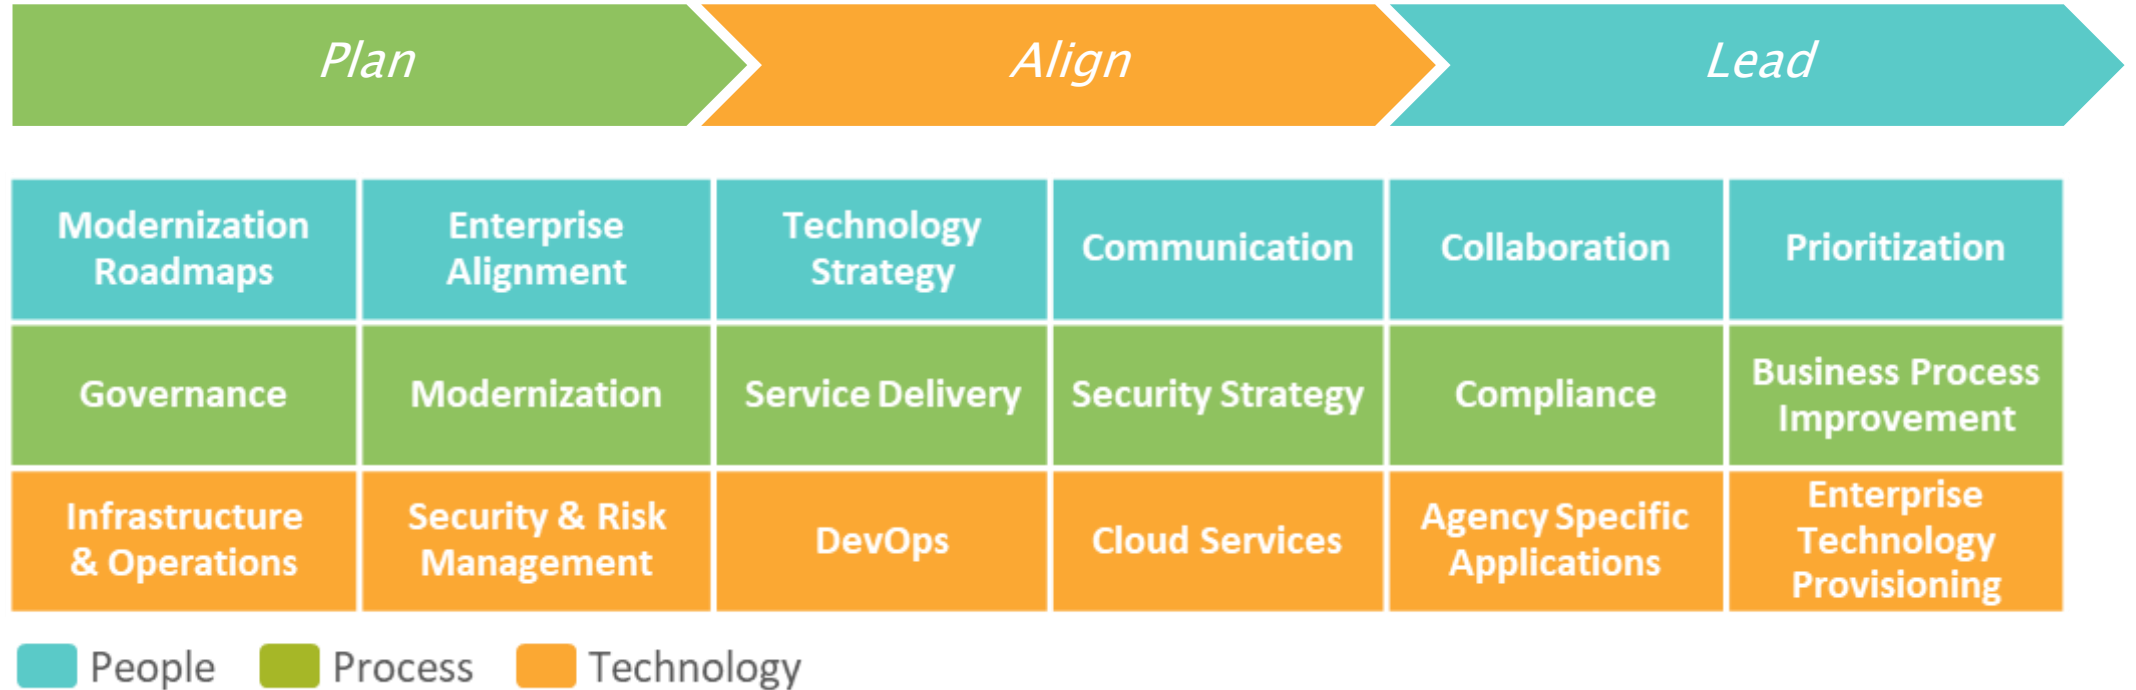 Plan
Align
Lead
Modernization
Roadmaps
Enterprise
Alignment
Technology
Strategy
Communication
Collaboration
Prioritization
Governance
Modernization
Service Delivery
Security Strategy
Compliance
Business Process
Improvement
Infrastructure
& Operations
Security & Risk
Management
DevOps
Cloud Services
Agency Specific
Applications
Enterprise
Technology
Provisioning
People
Process
Technology